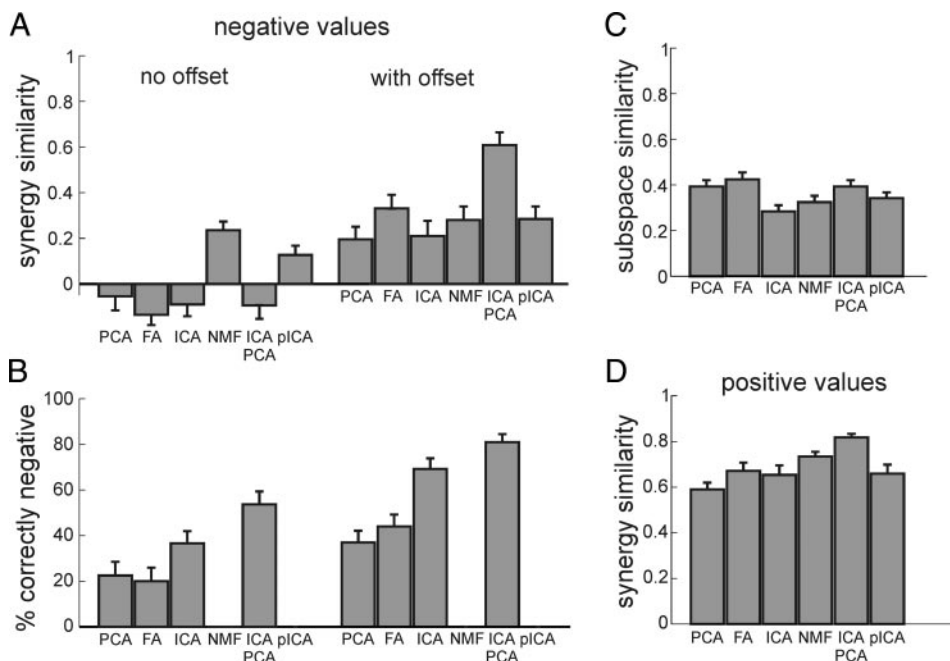 A
negative values
synergy similarity
1
0.8
0.6
0.4
0.2
0
no offset
with offset
PCA FA ICA NMF ICA PCA pICA
PCA FA ICA NMF ICA PCA pICA
B
% correctly negative
100
80
60
40
20
0
PCA FA ICA NMF ICA pICA
PCA
PCA FA ICA NMF ICA pICA
PCA
C
subspace similarity
1
0.8
0.6
0.4
0.2
0
PCA FA ICA NMF ICA pICA
PCA
D
positive values
synergy similarity
1
0.8
0.6
0.4
0.2
0
PCA FA ICA NMF ICA pICA
PCA